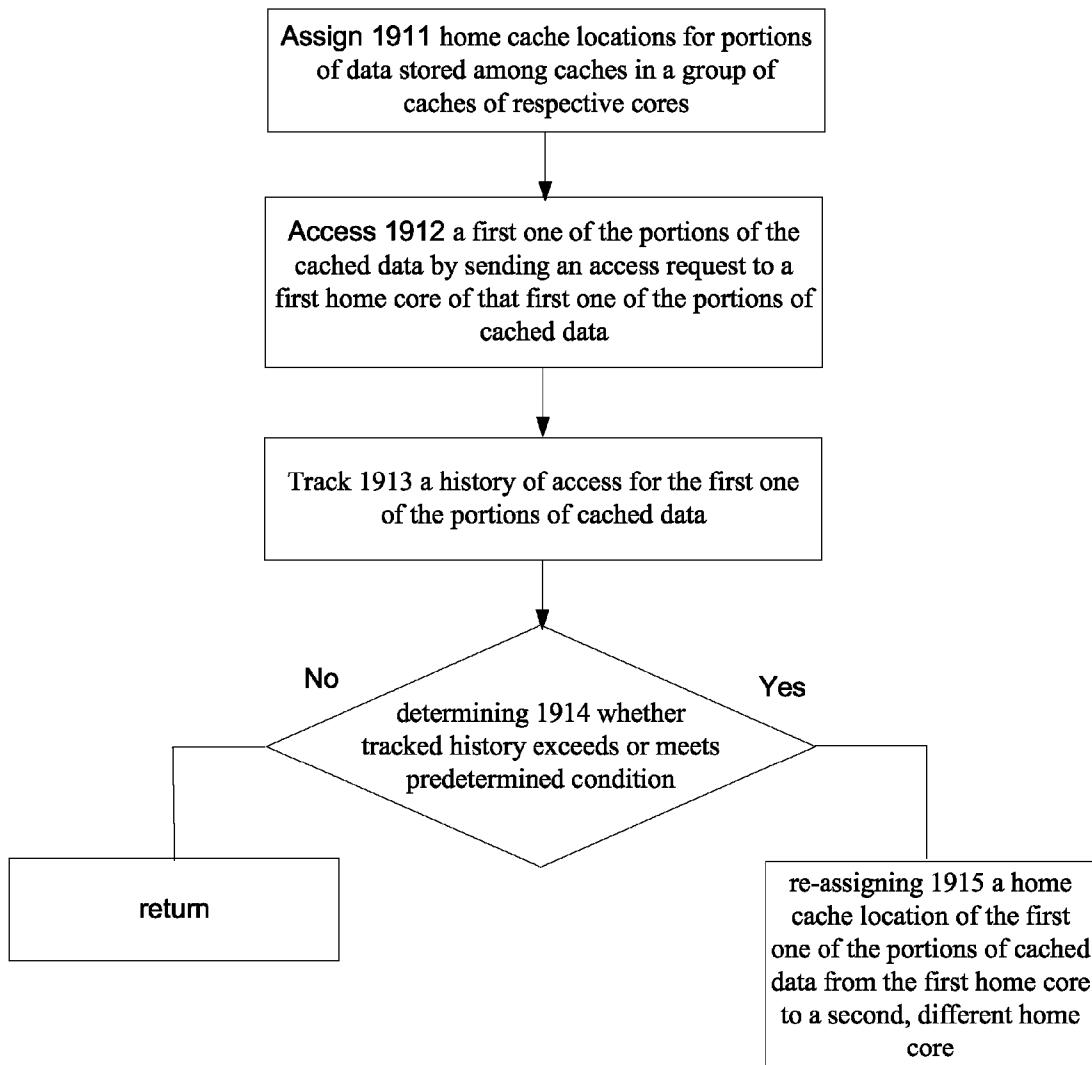 Assign 1911 home cache locations for portions
of data stored among caches in a group of
caches of respective cores
Access 1912 a first one of the portions of the
cached data by sending an access request to a
first home core of that first one of the portions of
cached data
Track 1913 a history of access for the first one
of the portions of cached data
No
Yes
determining 1914 whether
tracked history exceeds or meets
predetermined condition
return
re-assigning 1915 a home
cache location of the first
one of the portions of cached
data from the first home core
to a second, different home
core